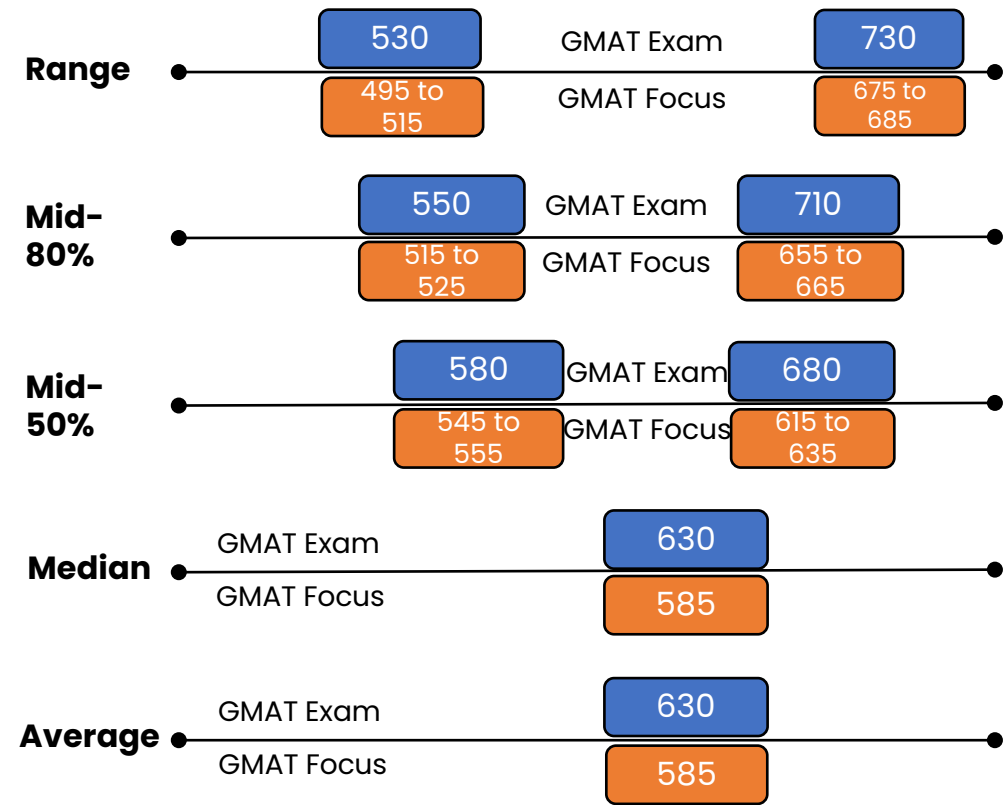 530
GMAT Exam
730
Range
495 to
515
GMAT Focus
675 to
685
550
GMAT Exam
710
Mid-
80%
515 to
525
GMAT Focus
655 to
665
580
GMAT Exam
680
Mid-
50%
545 to
555
GMAT Focus
615 to
635
GMAT Exam
630
Median
GMAT Focus
585
GMAT Exam
630
Average
GMAT Focus
585